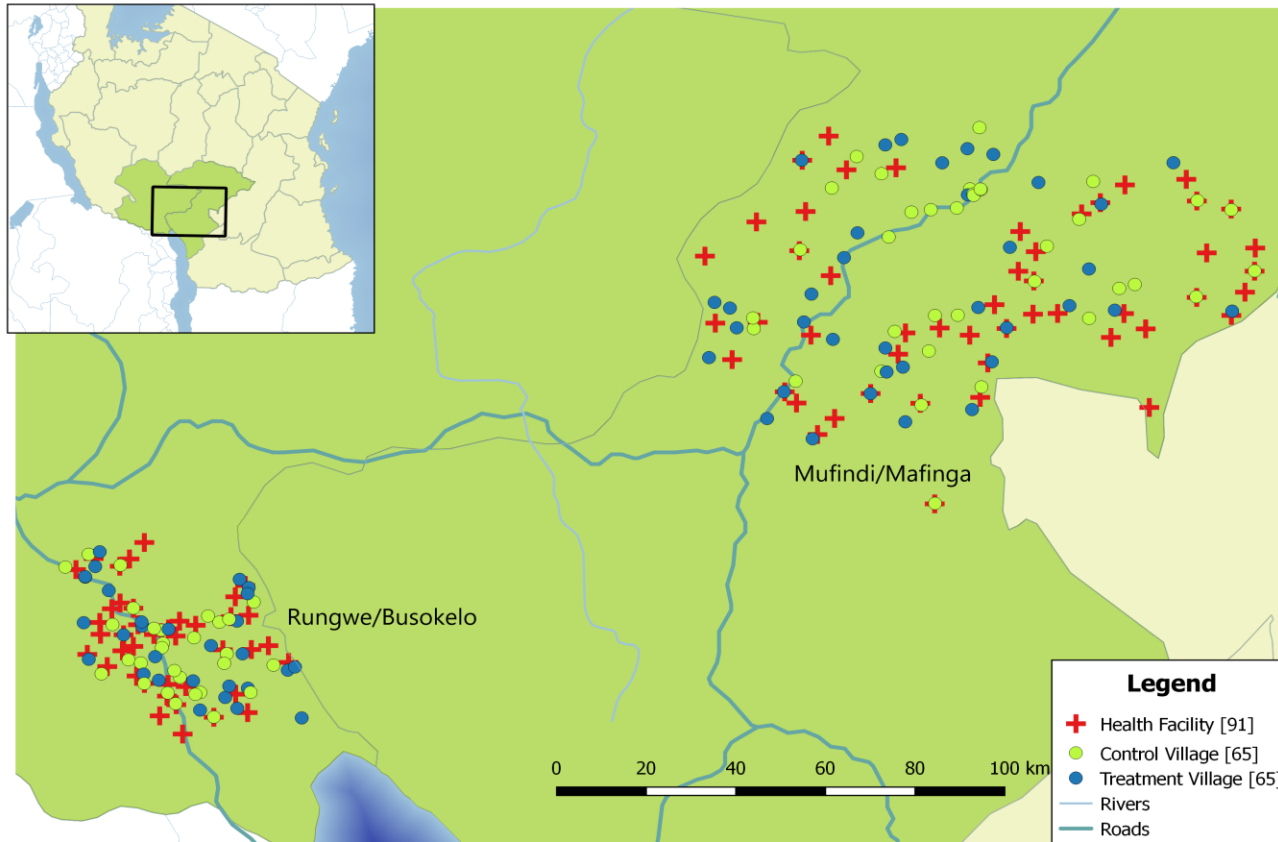 Mufindi/Mafinga
Rungwe/Busokelo
0 20 40 60 80 100 km
Legend
Health Facility [91]
Control Village [65]
Treatment Village [65]
Rivers
Roads